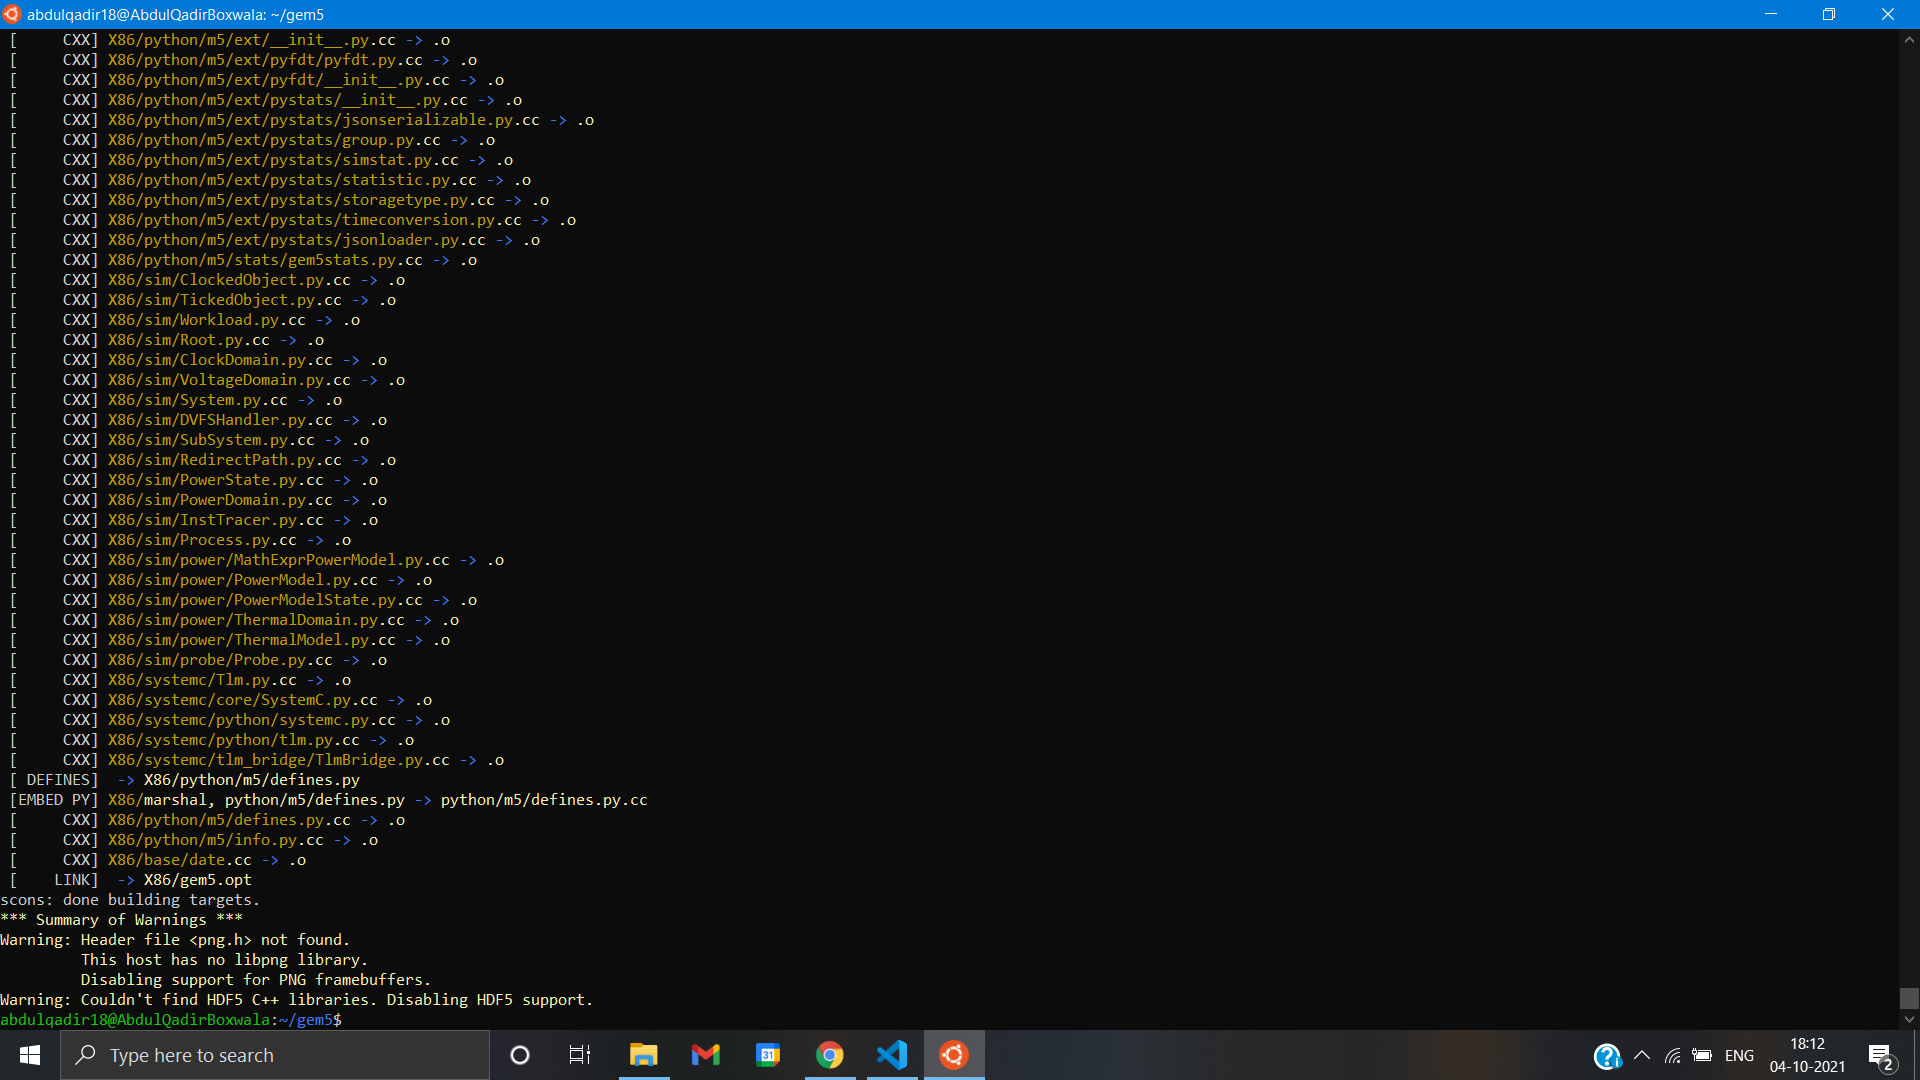 abdulqadir18@AbdulQadirBoxwala: ~/gem5
[     CXX] X86/python/m5/ext/__init__.py.cc -> .o
[     CXX] X86/python/m5/ext/pyfdt/pyfdt.py.cc -> .o
[     CXX] X86/python/m5/ext/pyfdt/__init__.py.cc -> .o
[     CXX] X86/python/m5/ext/pystats/__init__.py.cc -> .o
[     CXX] X86/python/m5/ext/pystats/jsonserializable.py.cc -> .o
[     CXX] X86/python/m5/ext/pystats/group.py.cc -> .o
[     CXX] X86/python/m5/ext/pystats/simstat.py.cc -> .o
[     CXX] X86/python/m5/ext/pystats/statistic.py.cc -> .o
[     CXX] X86/python/m5/ext/pystats/storagetype.py.cc -> .o
[     CXX] X86/python/m5/ext/pystats/timeconversion.py.cc -> .o
[     CXX] X86/python/m5/ext/pystats/jsonloader.py.cc -> .o
[     CXX] X86/python/m5/stats/gem5stats.py.cc -> .o
[     CXX] X86/sim/ClockedObject.py.cc -> .o
[     CXX] X86/sim/TickedObject.py.cc -> .o
[     CXX] X86/sim/Workload.py.cc -> .o
[     CXX] X86/sim/Root.py.cc -> .o
[     CXX] X86/sim/ClockDomain.py.cc -> .o
[     CXX] X86/sim/VoltageDomain.py.cc -> .o
[     CXX] X86/sim/System.py.cc -> .o
[     CXX] X86/sim/DVFSHandler.py.cc -> .o
[     CXX] X86/sim/SubSystem.py.cc -> .o
[     CXX] X86/sim/RedirectPath.py.cc -> .o
[     CXX] X86/sim/PowerState.py.cc -> .o
[     CXX] X86/sim/PowerDomain.py.cc -> .o
[     CXX] X86/sim/InstTracer.py.cc -> .o
[     CXX] X86/sim/Process.py.cc -> .o
[     CXX] X86/sim/power/MathExprPowerModel.py.cc -> .o
[     CXX] X86/sim/power/PowerModel.py.cc -> .o
[     CXX] X86/sim/power/PowerModelState.py.cc -> .o
[     CXX] X86/sim/power/ThermalDomain.py.cc -> .o
[     CXX] X86/sim/power/ThermalModel.py.cc -> .o
[     CXX] X86/sim/probe/Probe.py.cc -> .o
[     CXX] X86/systemc/Tlm.py.cc -> .o
[     CXX] X86/systemc/core/SystemC.py.cc -> .o
[     CXX] X86/systemc/python/systemc.py.cc -> .o
[     CXX] X86/systemc/python/tlm.py.cc -> .o
[     CXX] X86/systemc/tlm_bridge/TlmBridge.py.cc -> .o
[ DEFINES]  -> X86/python/m5/defines.py
[EMBED PY] X86/marshal, python/m5/defines.py -> python/m5/defines.py.cc
[     CXX] X86/python/m5/defines.py.cc -> .o
[     CXX] X86/python/m5/info.py.cc -> .o
[     CXX] X86/base/date.cc -> .o
[    LINK]  -> X86/gem5.opt
scons: done building targets.
*** Summary of Warnings ***
Warning: Header file <png.h> not found.
         This host has no libpng library.
         Disabling support for PNG framebuffers.
Warning: Couldn't find HDF5 C++ libraries. Disabling HDF5 support.
abdulqadir18@AbdulQadirBoxwala:~/gem5$
Type here to search
31
ENG
18:12
04-10-2021
2